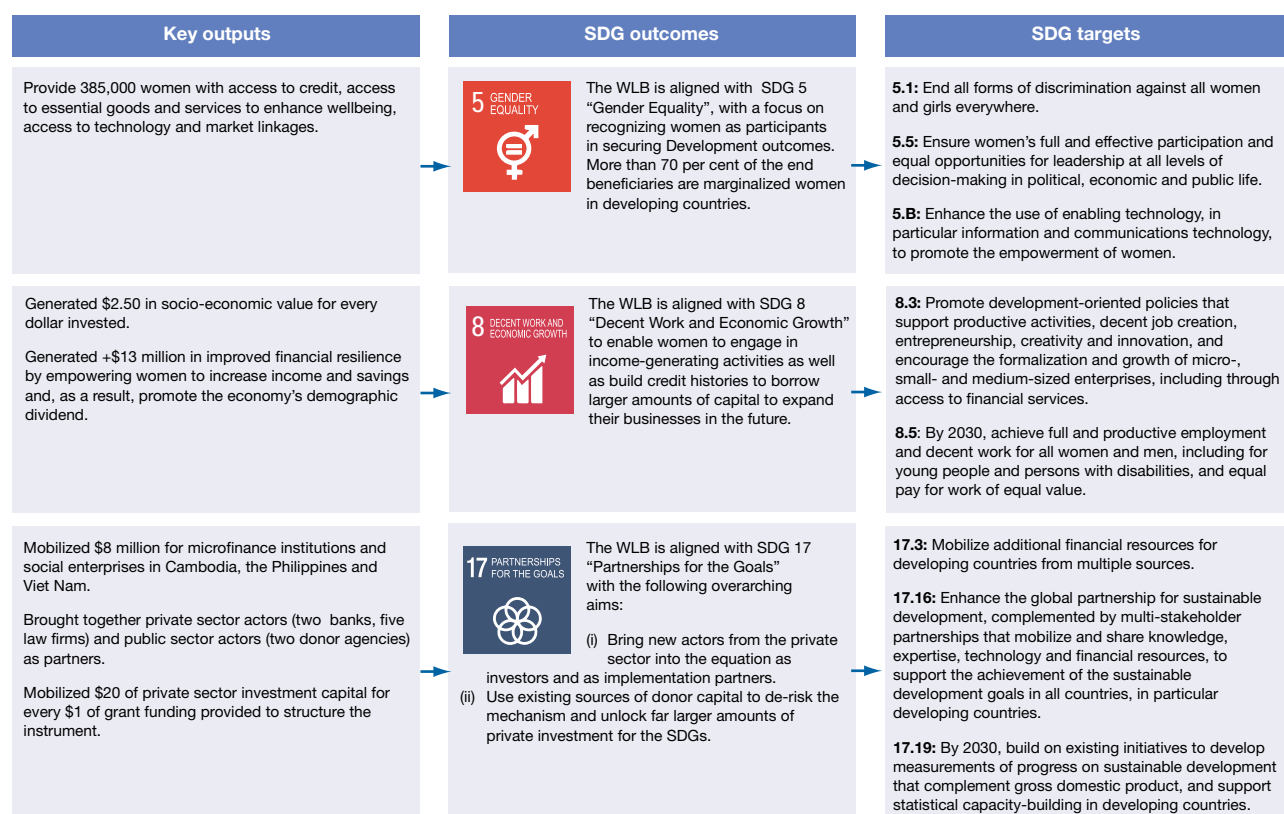 Key outputs
SDG outcomes
SDG targets
Provide 385,000 women with access to credit, access
to essential goods and services to enhance wellbeing,
access to technology and market linkages.
5 GENDER
EQUALITY
The WLB is aligned with SDG 5
“Gender Equality”, with a focus on
recognizing women as participants
in securing Development outcomes.
More than 70 per cent of the end
beneficiaries are marginalized women
in developing countries.
5.1: End all forms of discrimination against all women
and girls everywhere.
5.5: Ensure women’s full and effective participation and
equal opportunities for leadership at all levels of
decision-making in political, economic and public life.
5.B: Enhance the use of enabling technology, in
particular information and communications technology,
to promote the empowerment of women.
Generated $2.50 in socio-economic value for every
dollar invested.
Generated +$13 million in improved financial resilience
by empowering women to increase income and savings
and, as a result, promote the economy’s demographic
dividend.
8 DECENT WORK AND
ECONOMIC GROWTH
The WLB is aligned with SDG 8
“Decent Work and Economic Growth”
to enable women to engage in
income-generating activities as well
as build credit histories to borrow
larger amounts of capital to expand
their businesses in the future.
8.3: Promote development-oriented policies that
support productive activities, decent job creation,
entrepreneurship, creativity and innovation, and
encourage the formalization and growth of micro-,
small- and medium-sized enterprises, including through
access to financial services.
8.5: By 2030, achieve full and productive employment
and decent work for all women and men, including for
young people and persons with disabilities, and equal
pay for work of equal value.
Mobilized $8 million for microfinance institutions and
social enterprises in Cambodia, the Philippines and
Viet Nam.
Brought together private sector actors (two banks, five
law firms) and public sector actors (two donor agencies)
as partners.
Mobilized $20 of private sector investment capital for
every $1 of grant funding provided to structure the
instrument.
17 PARTNERSHIPS
FOR THE GOALS
The WLB is aligned with SDG 17
“Partnerships for the Goals”
with the following overarching
aims:
(i) Bring new actors from the private
sector into the equation as
investors and as implementation partners.
(ii) Use existing sources of donor capital to de-risk the
mechanism and unlock far larger amounts of
private investment for the SDGs.
17.3: Mobilize additional financial resources for
developing countries from multiple sources.
17.16: Enhance the global partnership for sustainable
development, complemented by multi-stakeholder
partnerships that mobilize and share knowledge,
expertise, technology and financial resources, to
support the achievement of the sustainable
development goals in all countries, in particular
developing countries.
17.19: By 2030, build on existing initiatives to develop
measurements of progress on sustainable development
that complement gross domestic product, and support
statistical capacity-building in developing countries.